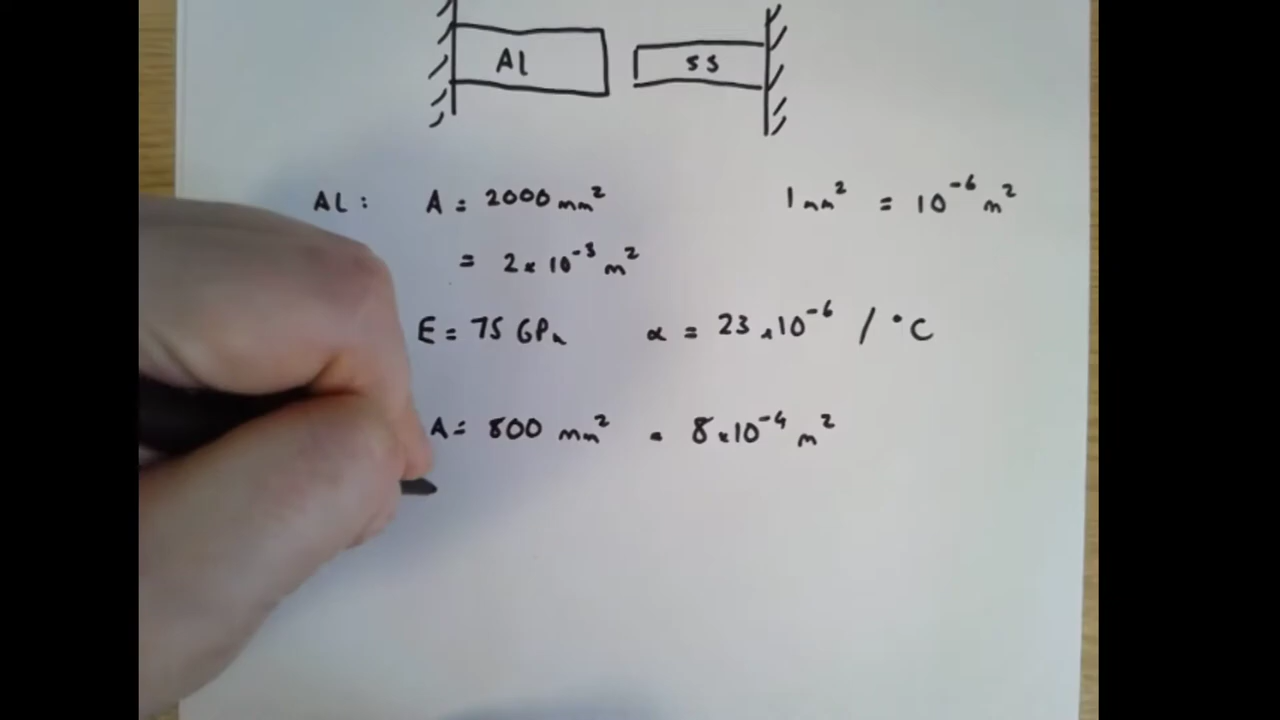 Al
SS
AL: A = 2000 mm² 1 mm² = 10⁻⁶ m²
= 2 × 10⁻³ m²
E = 75 GPa α = 23 × 10⁻⁶ / °C
A = 800 mm² = 8 × 10⁻⁴ m²